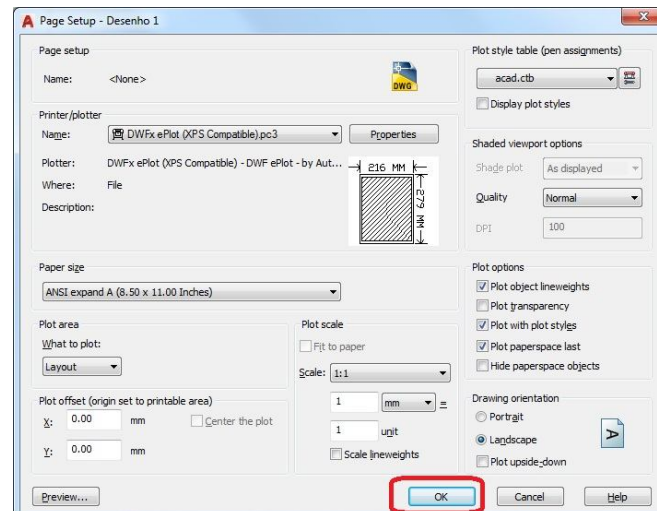 Page Setup - Desenho 1
Page setup
Name: <None>
DWG
Printer/plotter
Name: DWFx ePlot (XPS Compatible).pc3
Properties
Plotter: DWFx ePlot (XPS Compatible) - DWF ePlot - by Aut...
Where: File
Description:
216 MM
279 MM
Paper size
ANSI expand A (8.50 x 11.00 Inches)
Plot area
What to plot:
Layout
Plot offset (origin set to printable area)
X: 0.00 mm
Center the plot
Y: 0.00 mm
Plot scale
Fit to paper
Scale: 1:1
1 mm =
1 unit
Scale lineweights
Plot style table (pen assignments)
acad.ctb
Display plot styles
Shaded viewport options
Shade plot As displayed
Quality Normal
DPI 100
Plot options
Plot object lineweights
Plot transparency
Plot with plot styles
Plot paperspace last
Hide paperspace objects
Drawing orientation
Portrait
Landscape
A
Plot upside-down
Preview...
OK
Cancel
Help